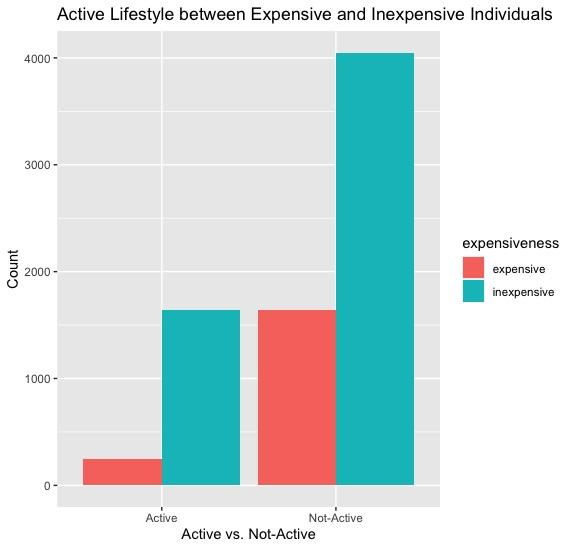 Active Lifestyle between Expensive and Inexpensive Individuals
4000
3000
2000
1000
0
Count
Active
Not-Active
Active vs. Not-Active
expensiveness
expensive
inexpensive